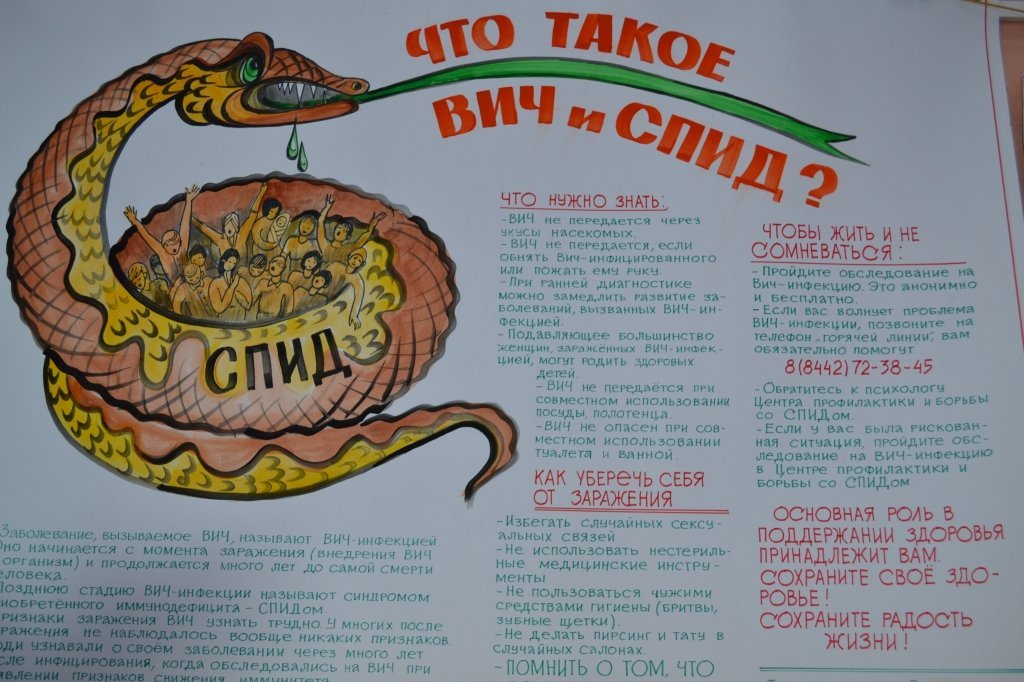 ЧТО ТАКОЕ
ВИЧ и СПИД?
СПИД
ЧТО НУЖНО ЗНАТЬ:
-ВИЧ не передается через
укусы насекомых.
-ВИЧ не передается, если
обнять Вич-инфицированного
или пожать ему руку.
-При ранней диагностике
можно замедлить развитие за-
болеваний, вызванных ВИЧ-ин-
фекцией.
-Подавляющее большинство
женщин, заражённых ВИЧ-инфек-
цией, могут родить здоровых
детей.
-ВИЧ не передаётся при
совместном использовании
посуды, полотенца.
-ВИЧ не опасен при сов-
местном использовании
туалета и ванной.
КАК УБЕРЕЧЬ СЕБЯ
ОТ ЗАРАЖЕНИЯ
-Избегать случайных сексу-
альных связей
-Не использовать нестериль-
ные медицинские инстру-
менты
-Не пользоваться чужими
средствами гигиены (бритвы,
зубные щетки).
-Не делать пирсинг и тату в
случайных салонах.
-ПОМНИТЬ О ТОМ, ЧТО
ЧТОБЫ ЖИТЬ И НЕ
СОМНЕВАТЬСЯ:
-Пройдите обследование на
Вич-инфекцию. Это анонимно
и бесплатно.
-Если вас волнует проблема
ВИЧ-инфекции, позвоните на
телефон „горячей линии", вам
обязательно помогут
8(8442)72-38-45
-Обратитесь к психологу
Центра профилактики и борьбы
со СПИДом.
-Если у вас была рискован-
ная ситуация, пройдите обс-
ледование на ВИЧ-инфекцию
в Центре профилактики и
борьбы со СПИДом.
ОСНОВНАЯ РОЛЬ В
ПОДДЕРЖАНИИ ЗДОРОВЬЯ
ПРИНАДЛЕЖИТ ВАМ.
СОХРАНИТЕ СВОЁ ЗДО-
РОВЬЕ!
СОХРАНИТЕ РАДОСТЬ
ЖИЗНИ!
Заболевание, вызываемое ВИЧ, называют ВИЧ-инфекцией.
Оно начинается с момента заражения (внедрения ВИЧ
организм) и продолжается много лет до самой смерти
еловека.
Позднюю стадию ВИЧ-инфекции называют синдромом
риобретённого иммунодефицита - СПИДом.
ризнаки заражения ВИЧ узнать трудно. У многих после
ражения не наблюдалось вообще никаких признаков.
юди узнавали о своём заболевании через много лет
сле инфицирования, когда обследовались на ВИЧ при
явлении признаков снижения иммунитета.